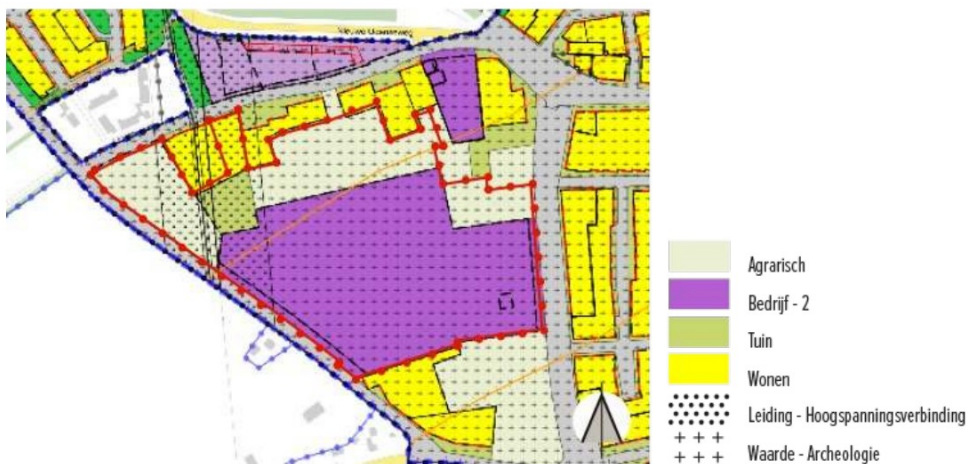 Agrarisch
Bedrijf - 2
Tuin
Wonen
Leiding - Hoogspanningsverbinding
Waarde - Archeologie